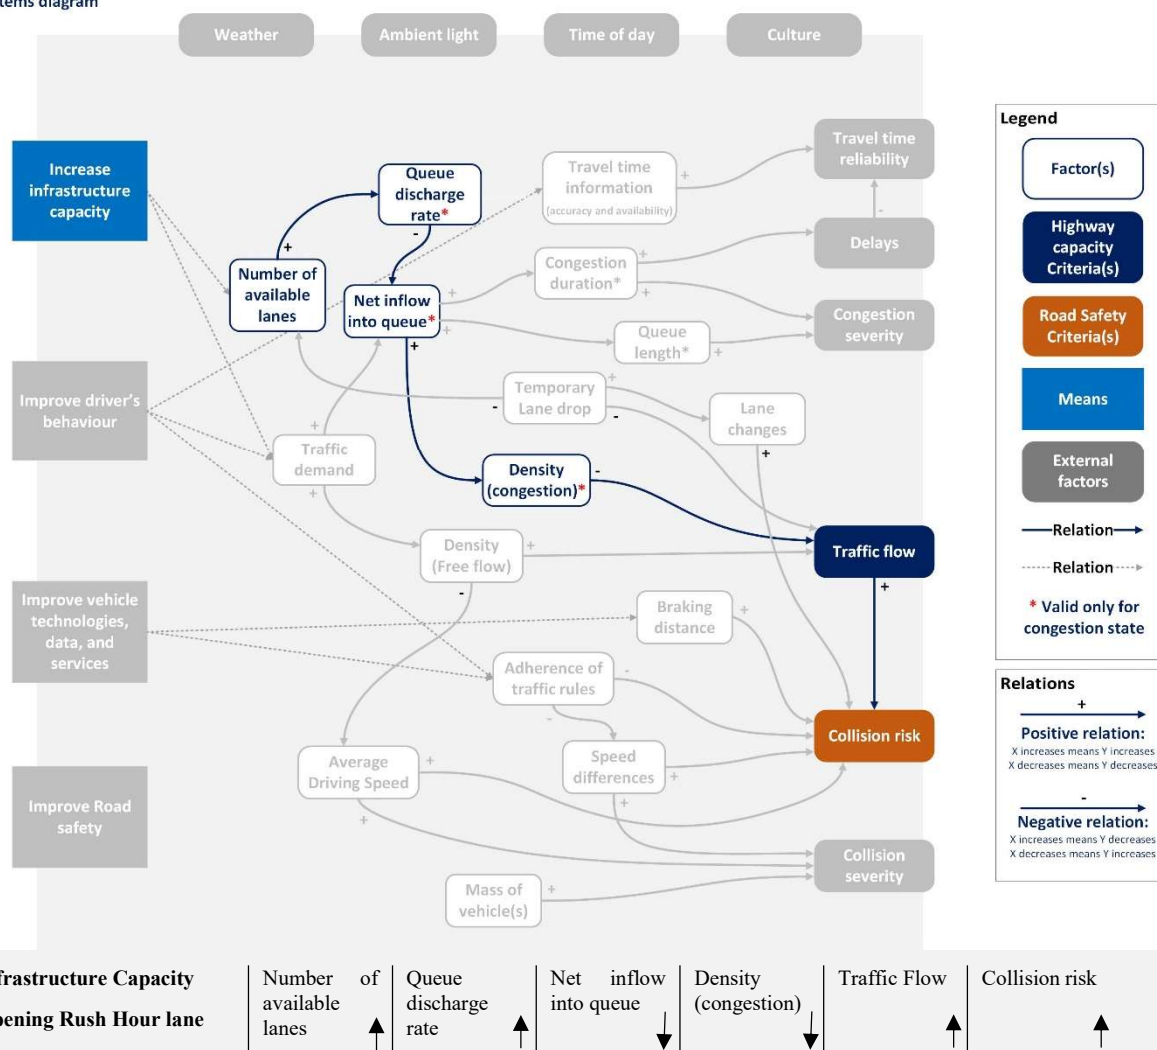 tems diagram
Weather
Ambient light
Time of day
Culture
Increase
infrastructure
capacity
Improve driver's
behaviour
Improve vehicle
technologies,
data, and
services
Improve Road
safety
Queue
discharge
rate*
Number of
available
lanes
Net inflow
into queue*
Travel time
information
(accuracy and availability)
Congestion
duration*
Queue
length*
Temporary
Lane drop
Lane
changes
Traffic
demand
Density
(congestion)*
Density
(Free flow)
Braking
distance
Adherence of
traffic rules
Speed
differences
Average
Driving Speed
Mass of
vehicle(s)
Travel time
reliability
Delays
Congestion
severity
Traffic flow
Collision risk
Collision
severity
Legend
Factor(s)
Highway
capacity
Criteria(s)
Road Safety
Criteria(s)
Means
External
factors
Relation
Relation
* Valid only for
congestion state
Relations
+
Positive relation:
X increases means Y increases
X decreases means Y decreases
-
Negative relation:
X increases means Y decreases
X decreases means Y increases
frastructure Capacity
pening Rush Hour lane
Number of
available
lanes
Queue
discharge
rate
Net inflow
into queue
Density
(congestion)
Traffic Flow
Collision risk